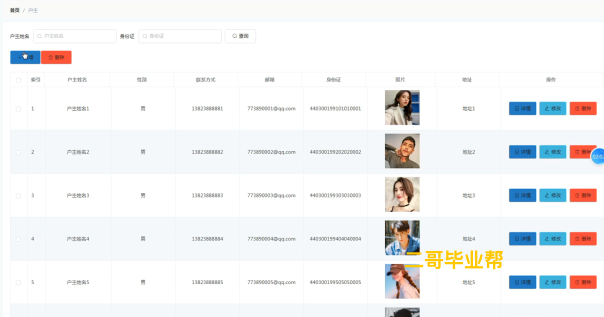 首页 / 户主
户主姓名 户主姓名 身份证 身份证 查询
删除
索引 户主姓名 性别 联系方式 邮箱 身份证 照片 地址 操作
1 户主姓名1 男 13823888881 773890001@qq.com 440300199101010001 地址1 详情 修改 删除
2 户主姓名2 男 13823888882 773890002@qq.com 440300199202020002 地址2 详情 修改 删除
3 户主姓名3 男 13823888883 773890003@qq.com 440300199303030003 地址3 详情 修改 删除
4 户主姓名4 男 13823888884 773890004@qq.com 440300199404040004 地址4 详情 修改 删除
二哥毕业帮
5 户主姓名5 男 13823888885 773890005@qq.com 440300199505050005 地址5 详情 修改 删除